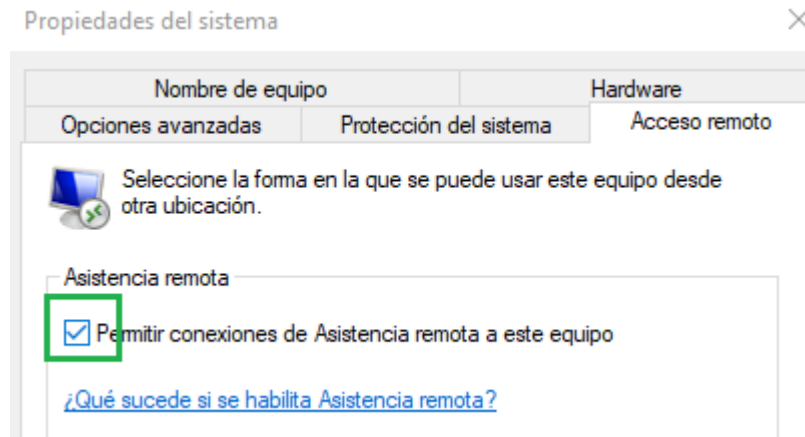 Propiedades del sistema
Nombre de equipo
Hardware
Opciones avanzadas
Protección del sistema
Acceso remoto
Seleccione la forma en la que se puede usar este equipo desde
otra ubicación.
Asistencia remota
Permitir conexiones de Asistencia remota a este equipo
¿Qué sucede si se habilita Asistencia remota?